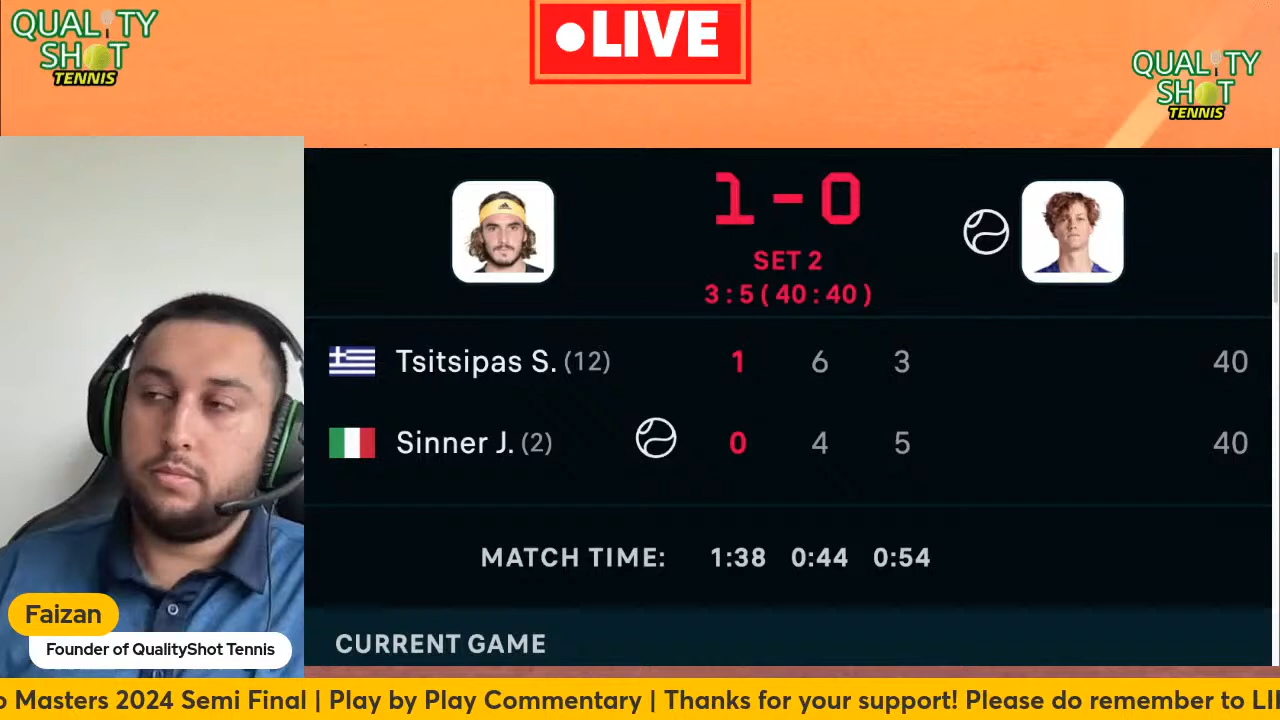 QUALITY
SHOT
TENNIS
LIVE
QUALITY
SHOT
TENNIS
1-0
SET 2
3:5(40:40)
Tsitsipas S. (12) 1 6 3 40
Sinner J. (2) 0 4 5 40
MATCH TIME: 1:38 0:44 0:54
CURRENT GAME
Faizan
Founder of QualityShot Tennis
Masters 2024 Semi Final | Play by Play Commentary | Thanks for your support! Please do remember to